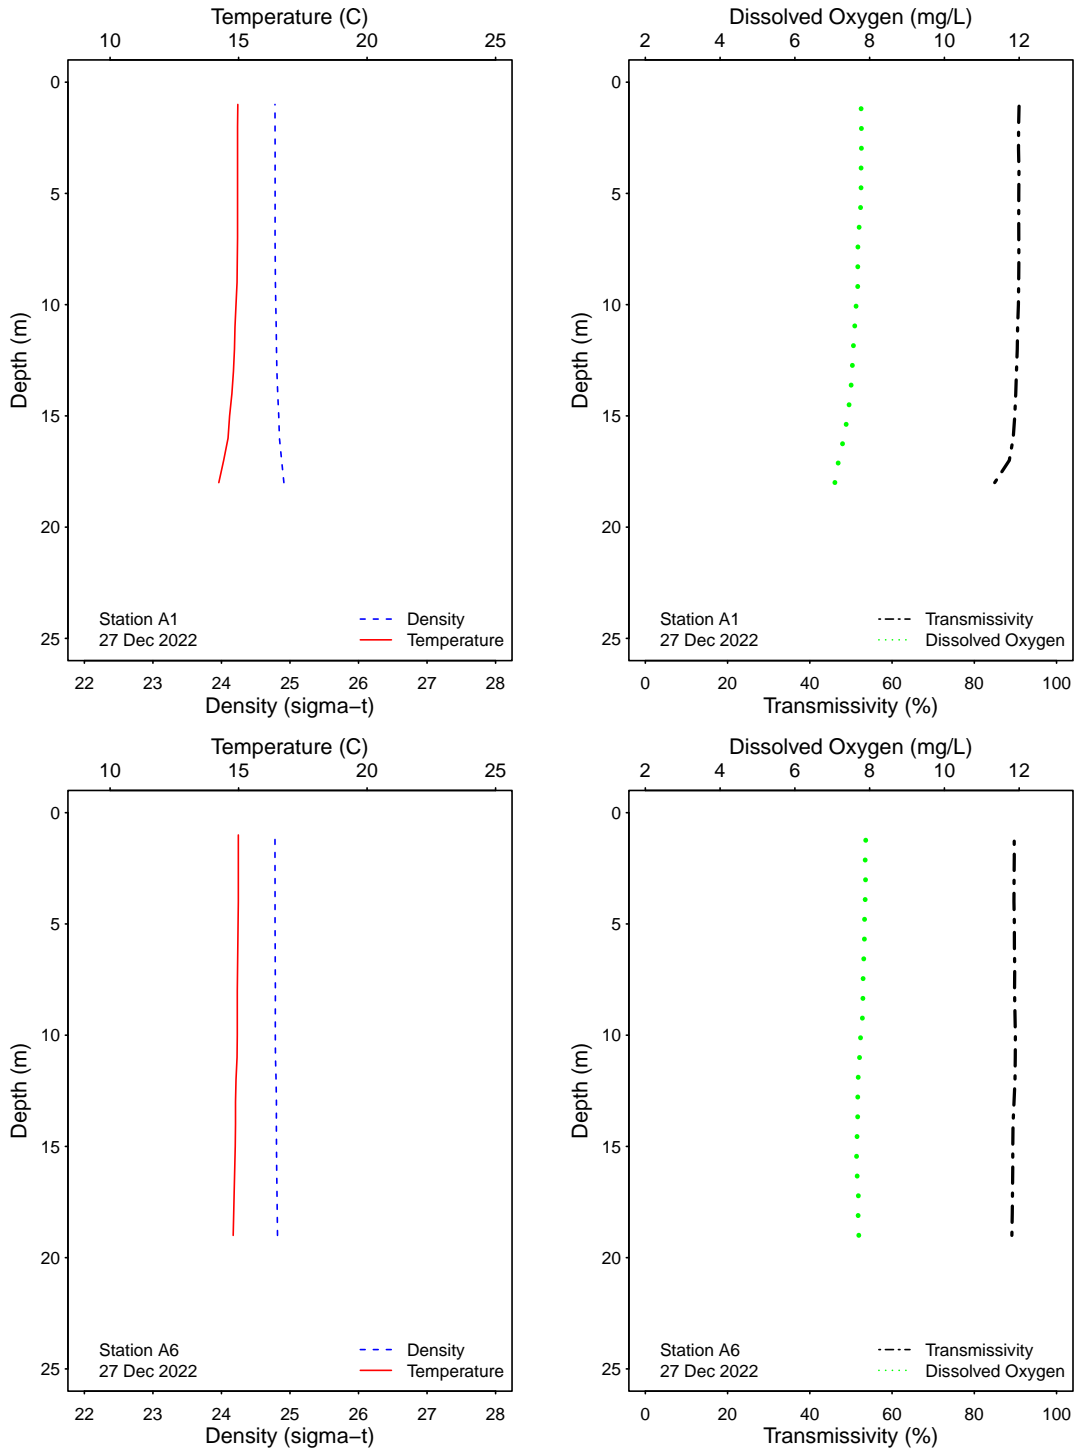 Temperature (C)
10 15 20 25
0
5
10
15
20
25
Depth (m)
Station A1
27 Dec 2022
Density
Temperature
22 23 24 25 26 27 28
Density (sigma−t)
Dissolved Oxygen (mg/L)
2 4 6 8 10 12
0
5
10
15
20
25
Depth (m)
Station A1
27 Dec 2022
Transmissivity
Dissolved Oxygen
0 20 40 60 80 100
Transmissivity (%)
Temperature (C)
10 15 20 25
0
5
10
15
20
25
Depth (m)
Station A6
27 Dec 2022
Density
Temperature
22 23 24 25 26 27 28
Density (sigma−t)
Dissolved Oxygen (mg/L)
2 4 6 8 10 12
0
5
10
15
20
25
Depth (m)
Station A6
27 Dec 2022
Transmissivity
Dissolved Oxygen
0 20 40 60 80 100
Transmissivity (%)